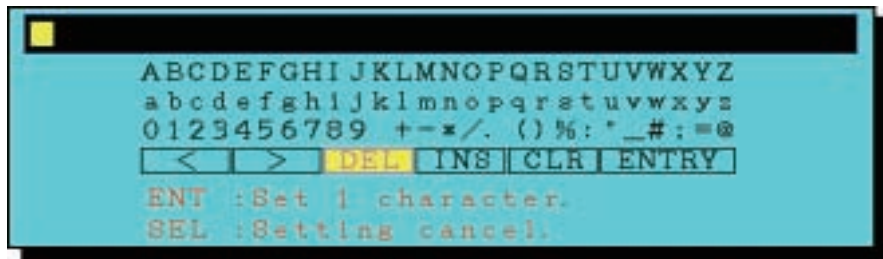 ABCDEFGHIJKLMNOPQRSTUVWXYZ
abcdefghijklmnopqrstuvwxyz
0123456789 +-*/. ()%:'_#;=@
< > DEL INS CLR ENTRY
ENT :Set 1 character.
SEL :Setting cancel.